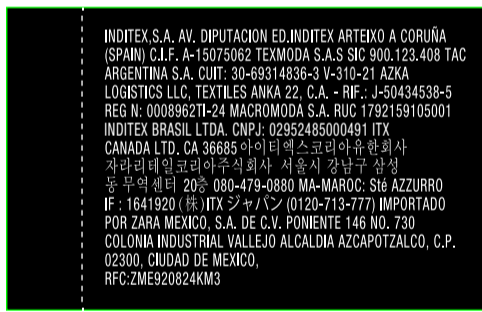 INDITEX,S.A. AV. DIPUTACION ED.INDITEX ARTEIXO A CORUÑA
(SPAIN) C.I.F. A-15075062 TEXMODA S.A.S SIC 900.123.408 TAC
ARGENTINA S.A. CUIT: 30-69314836-3 V-310-21 AZKA
LOGISTICS LLC, TEXTILES ANKA 22, C.A. - RIF.: J-50434538-5
REG N: 0008962TI-24 MACROMODA S.A. RUC 1792159105001
INDITEX BRASIL LTDA. CNPJ: 02952485000491 ITX
CANADA LTD. CA 36685 아이티엑스코리아유한회사
자라리테일코리아주식회사 서울시 강남구 삼성
동 무역센터 20층 080-479-0880 MA-MAROC: Sté AZZURRO
IF : 1641920 (株)ITX ジャパン (0120-713-777) IMPORTADO
POR ZARA MEXICO, S.A. DE C.V. PONIENTE 146 NO. 730
COLONIA INDUSTRIAL VALLEJO ALCALDIA AZCAPOTZALCO, C.P.
02300, CIUDAD DE MEXICO,
RFC:ZME920824KM3